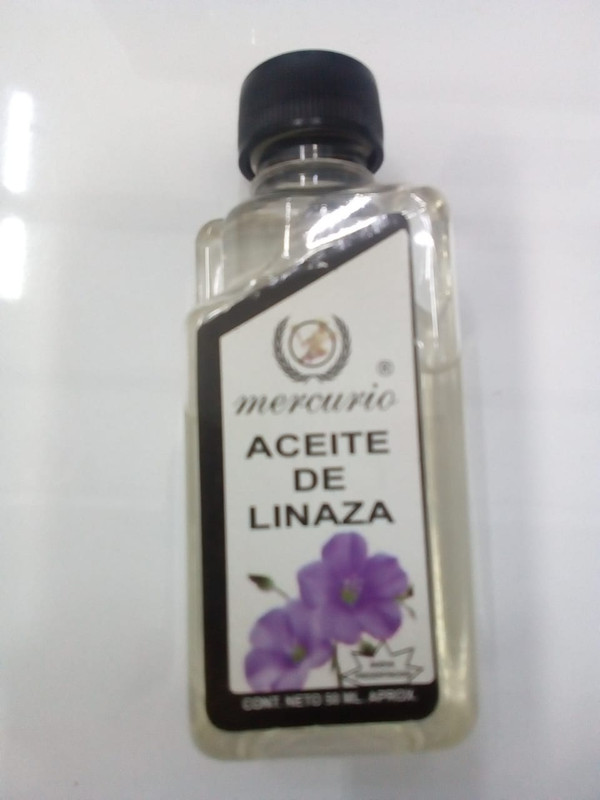 mercurio ®
ACEITE
DE
LINAZA
CONT. NETO 50 ML. APROX.